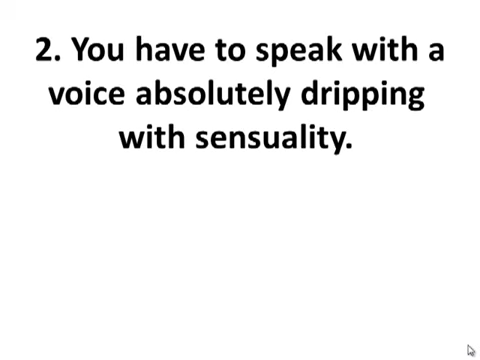 2. You have to speak with a
voice absolutely dripping
with sensuality.